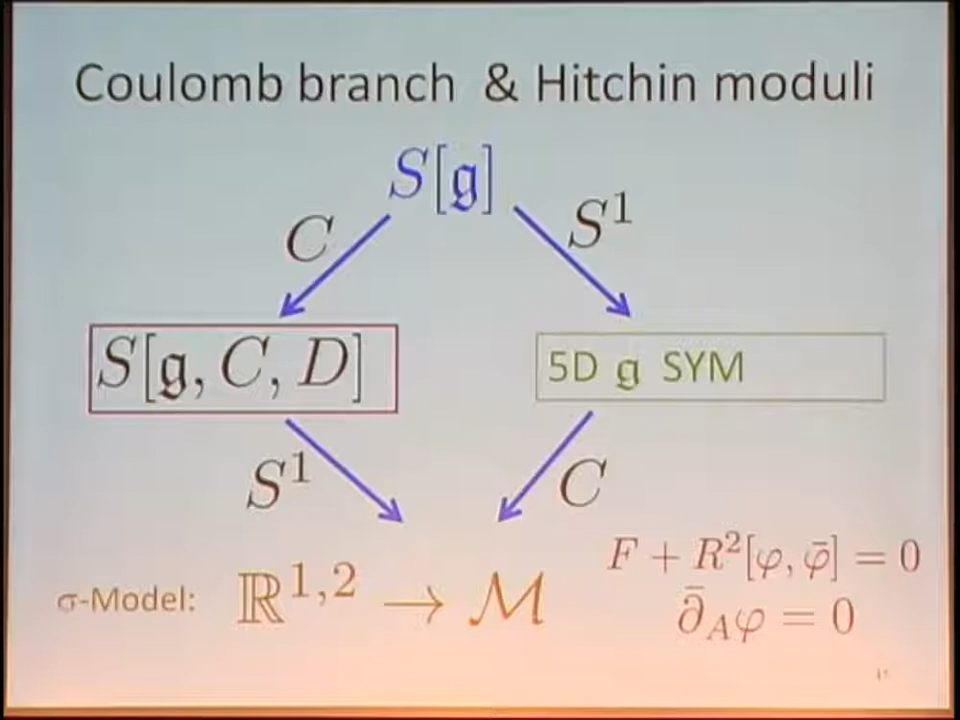 Coulomb branch & Hitchin moduli
S[𝔤]
C
S¹
S[𝔤, C, D]
5D 𝔤 SYM
S¹
C
F + R²[φ, φ̄] = 0
σ-Model: ℝ^{1,2} → ℳ
∂̄_A φ = 0